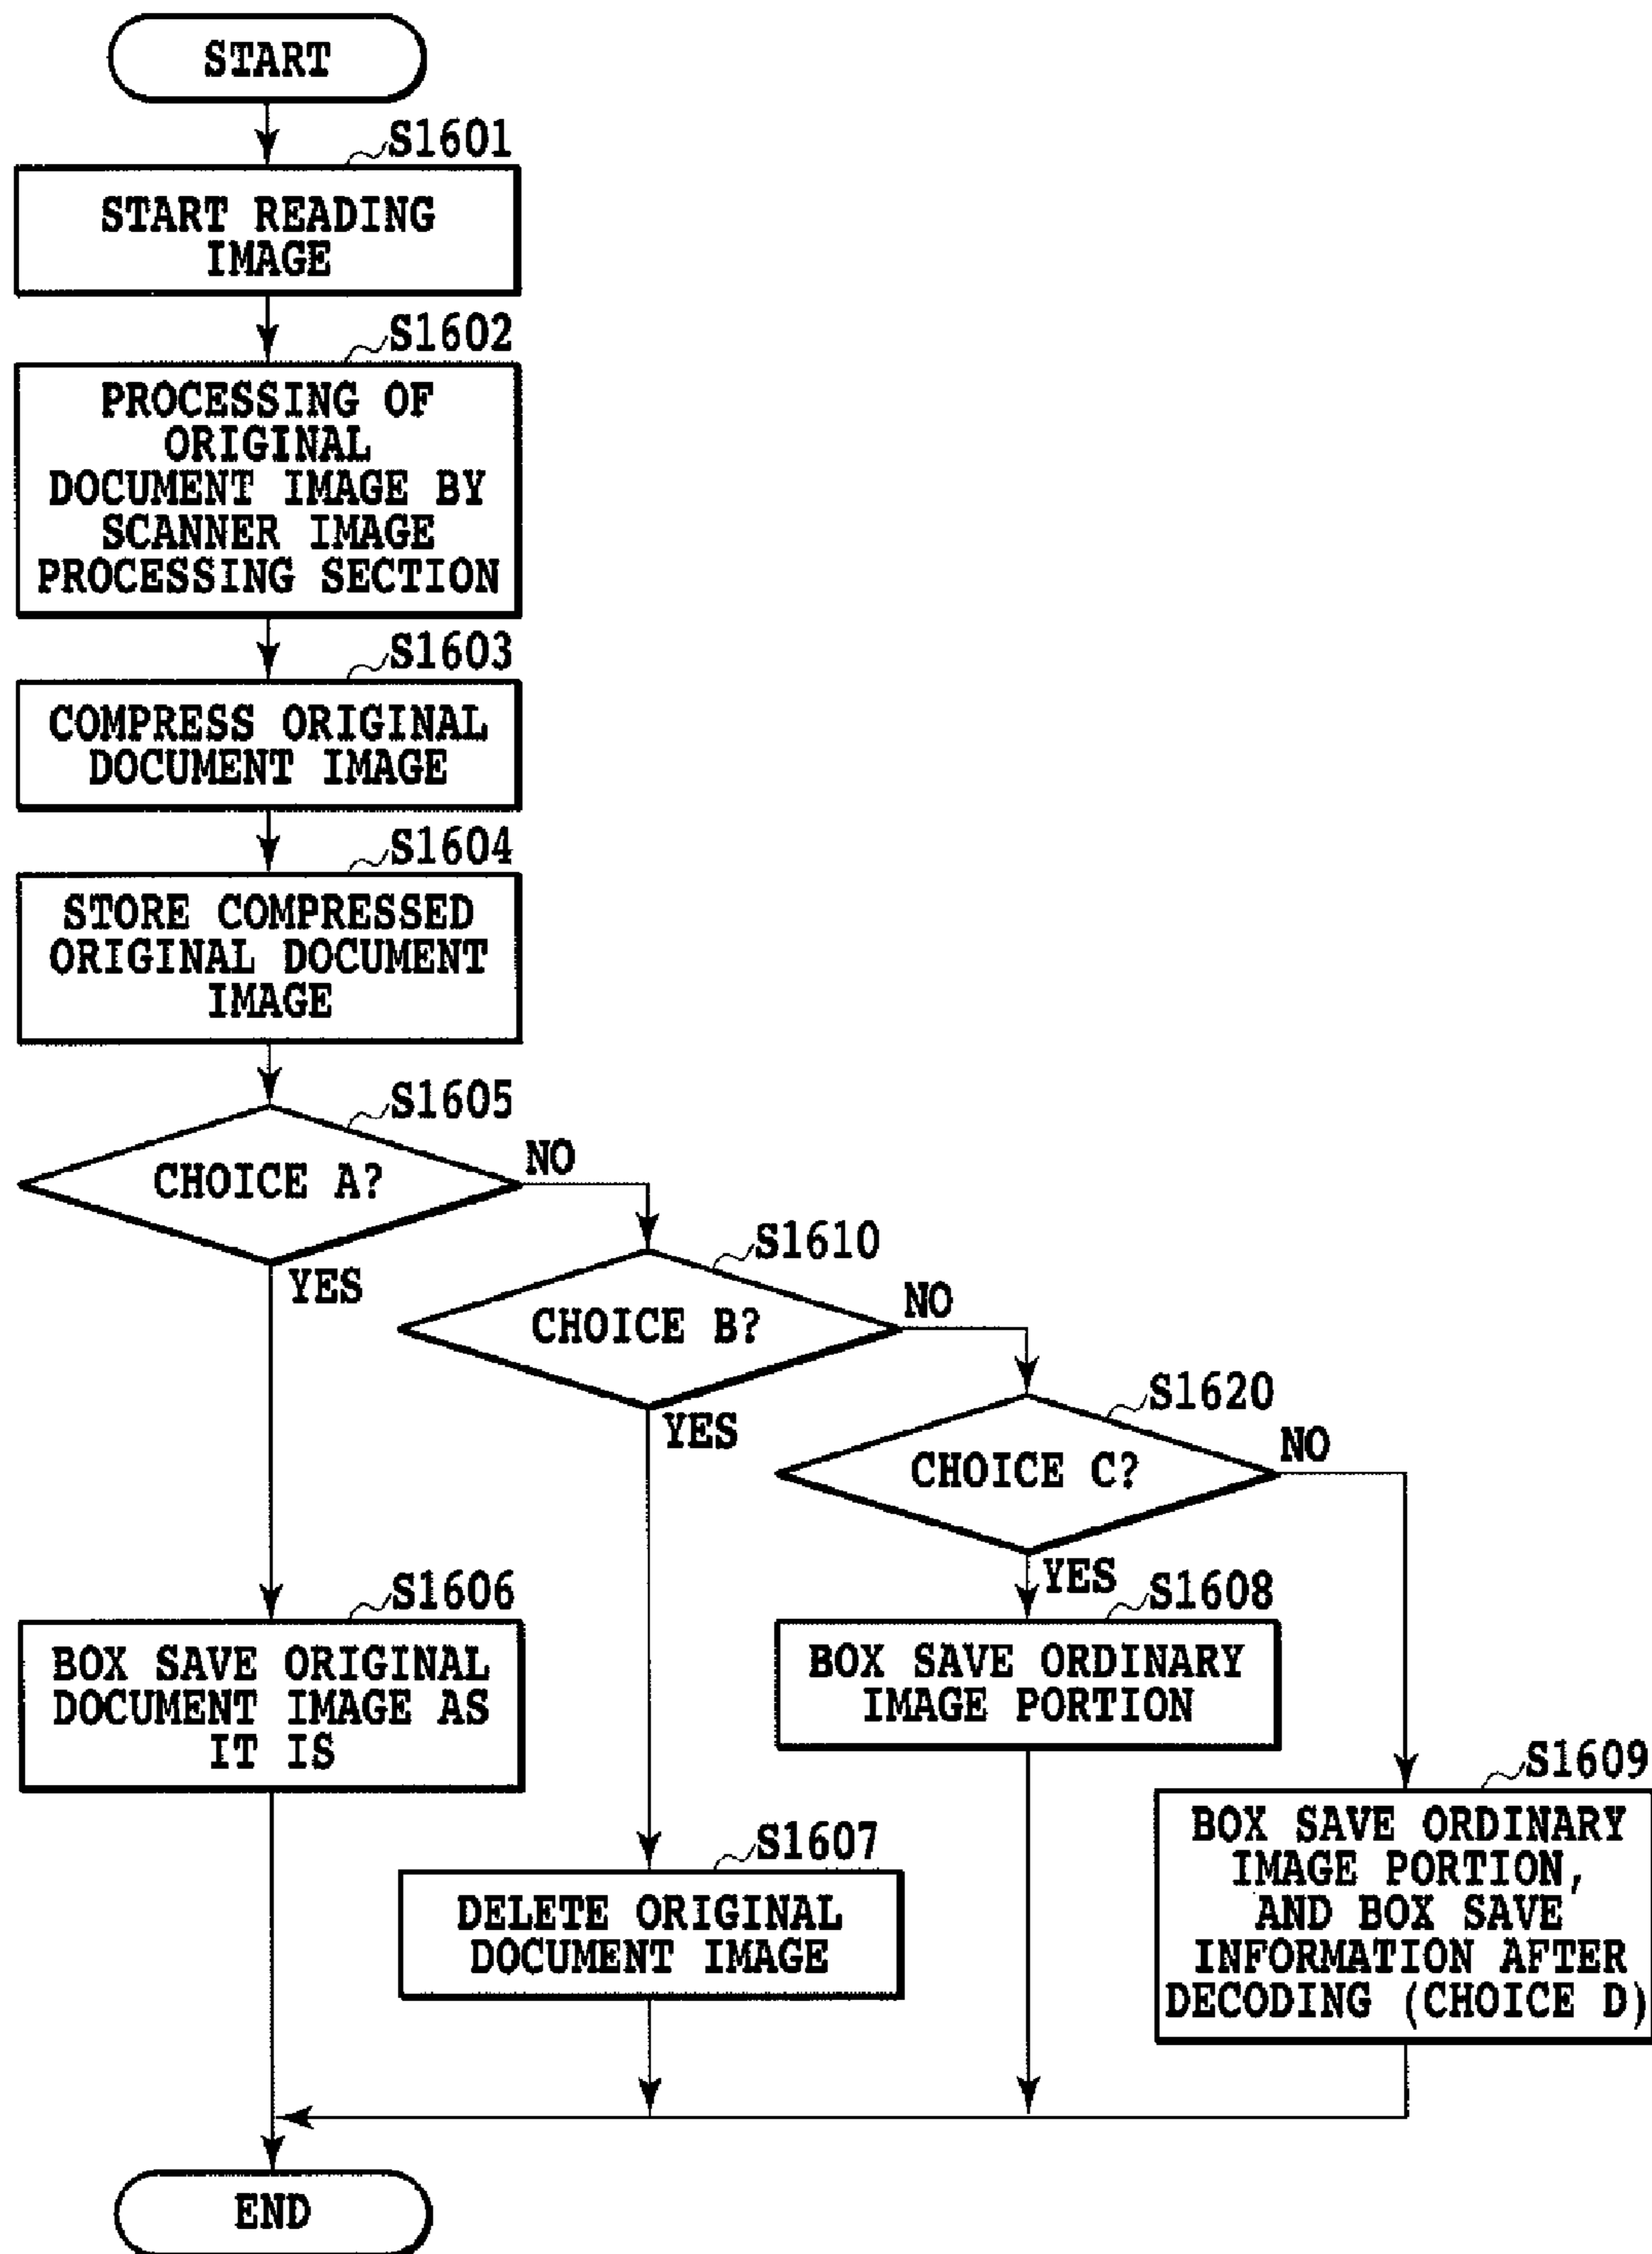 START
S1601
START READING
IMAGE
S1602
PROCESSING OF
ORIGINAL
DOCUMENT IMAGE BY
SCANNER IMAGE
PROCESSING SECTION
S1603
COMPRESS ORIGINAL
DOCUMENT IMAGE
S1604
STORE COMPRESSED
ORIGINAL DOCUMENT
IMAGE
S1605
CHOICE A?
NO
YES
S1610
CHOICE B?
NO
YES
S1620
CHOICE C?
NO
YES
S1606
BOX SAVE ORIGINAL
DOCUMENT IMAGE AS
IT IS
S1608
BOX SAVE ORDINARY
IMAGE PORTION
S1607
DELETE ORIGINAL
DOCUMENT IMAGE
S1609
BOX SAVE ORDINARY
IMAGE PORTION,
AND BOX SAVE
INFORMATION AFTER
DECODING (CHOICE D)
END